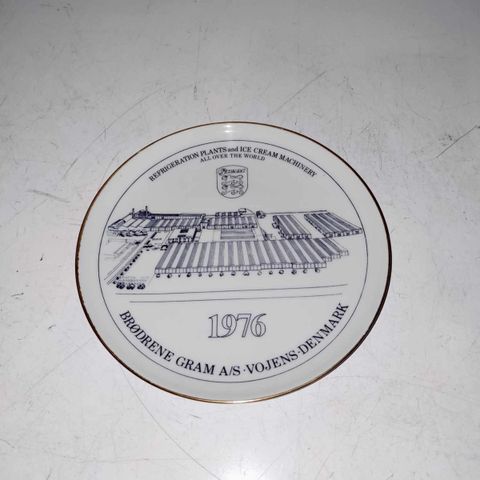 REFRIGERATION PLANTS and ICE CREAM MACHINERY
ALL OVER THE WORLD
1976
BRØDRENE GRAM A/S · VOJENS · DENMARK